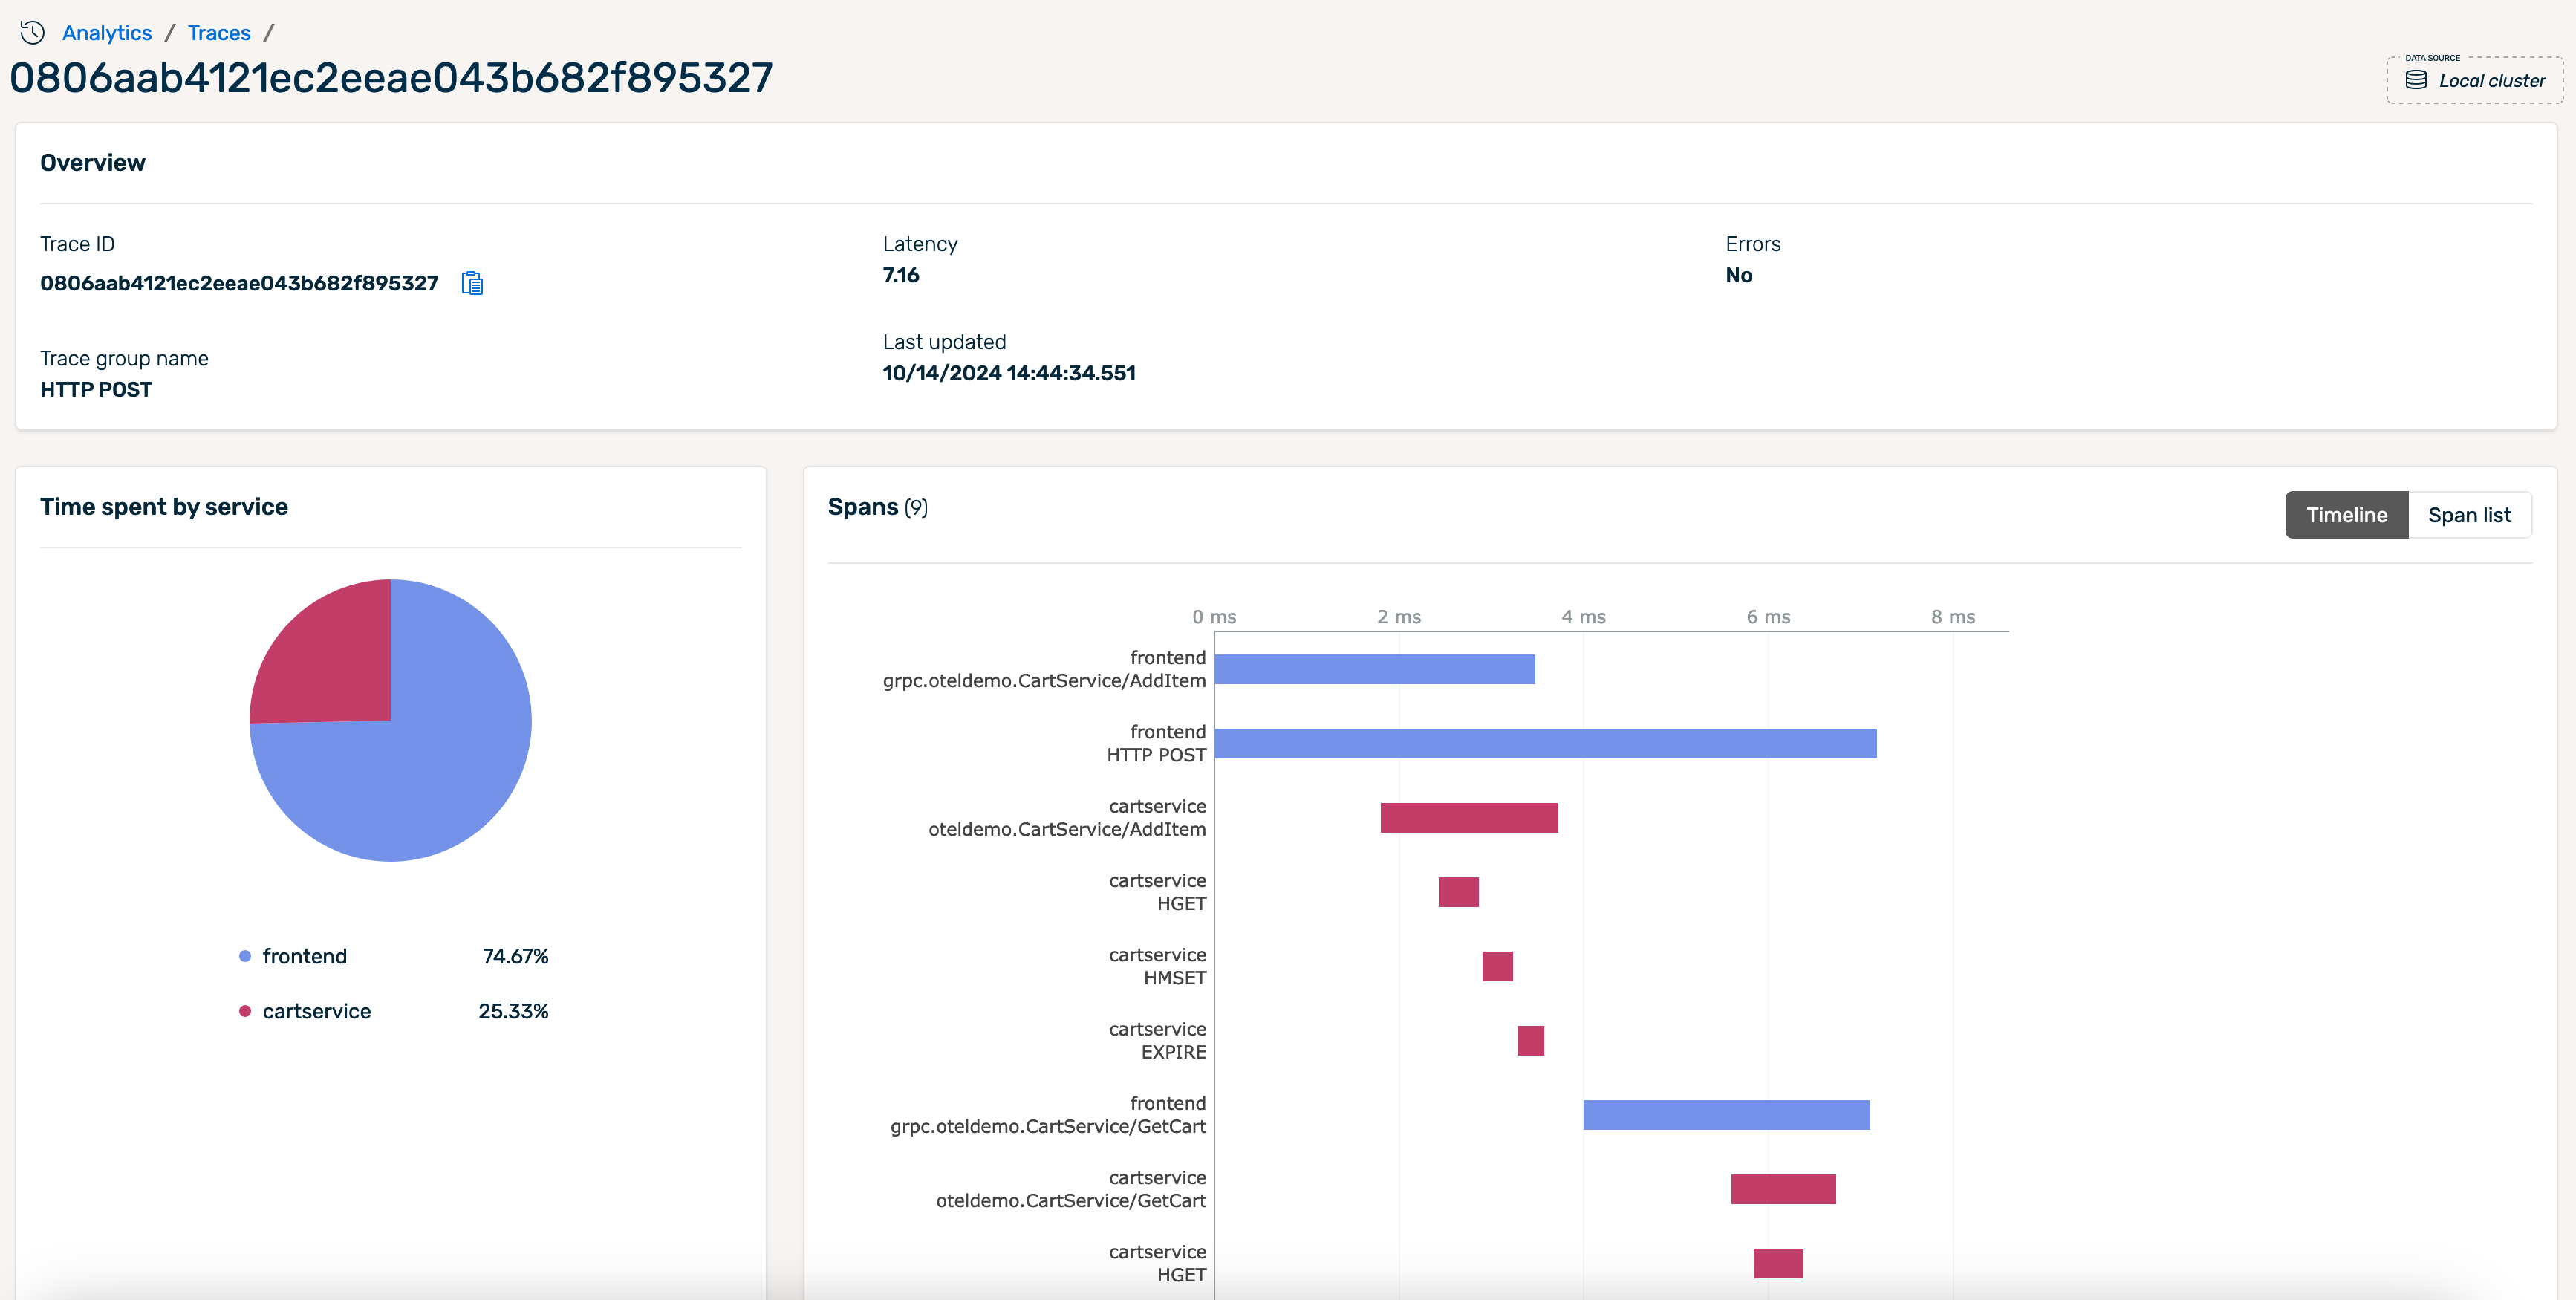 Analytics / Traces /
0806aab4121ec2eeae043b682f895327
DATA SOURCE
Local cluster
Overview
Trace ID
0806aab4121ec2eeae043b682f895327
Latency
7.16
Errors
No
Trace group name
HTTP POST
Last updated
10/14/2024 14:44:34.551
Time spent by service
frontend 74.67%
cartservice 25.33%
Spans (9)
Timeline Span list
0 ms 2 ms 4 ms 6 ms 8 ms
frontend
grpc.oteldemo.CartService/AddItem
frontend
HTTP POST
cartservice
oteldemo.CartService/AddItem
cartservice
HGET
cartservice
HMSET
cartservice
EXPIRE
frontend
grpc.oteldemo.CartService/GetCart
cartservice
oteldemo.CartService/GetCart
cartservice
HGET